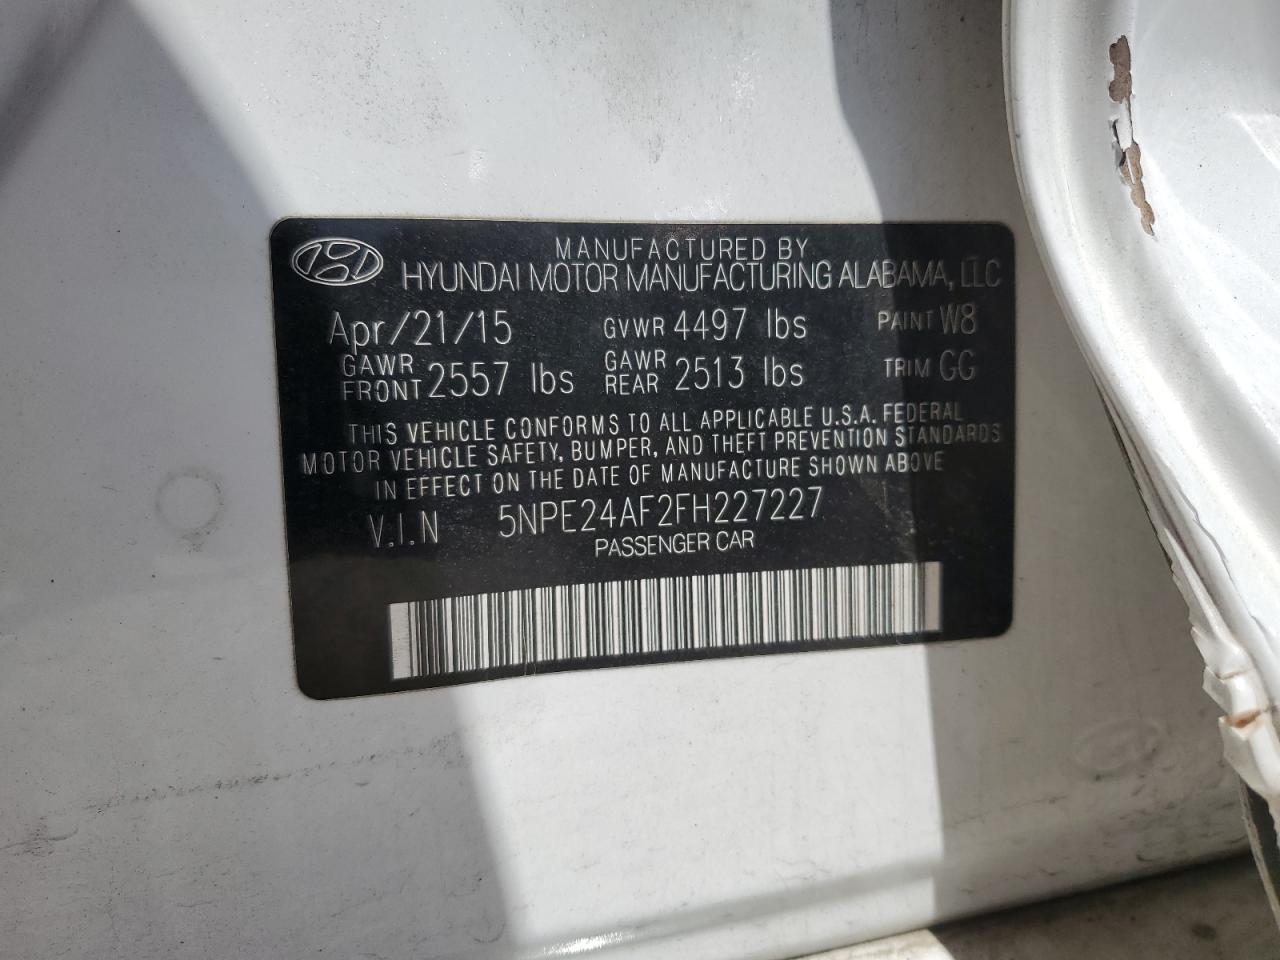 MANUFACTURED BY
HYUNDAI MOTOR MANUFACTURING ALABAMA, LLC
Apr/21/15 GVWR 4497 lbs PAINT W8
GAWR FRONT 2557 lbs GAWR REAR 2513 lbs TRIM GG
THIS VEHICLE CONFORMS TO ALL APPLICABLE U.S.A. FEDERAL
MOTOR VEHICLE SAFETY, BUMPER, AND THEFT PREVENTION STANDARDS
IN EFFECT ON THE DATE OF MANUFACTURE SHOWN ABOVE
V.I.N 5NPE24AF2FH227227
PASSENGER CAR